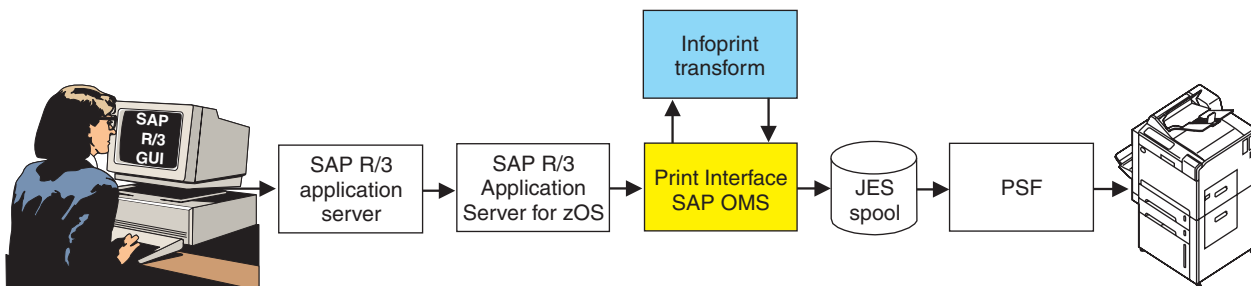 SAP
R/3
GUI
SAP R/3
application
server
SAP R/3
Application
Server for zOS
Infoprint
transform
Print Interface
SAP OMS
JES
spool
PSF